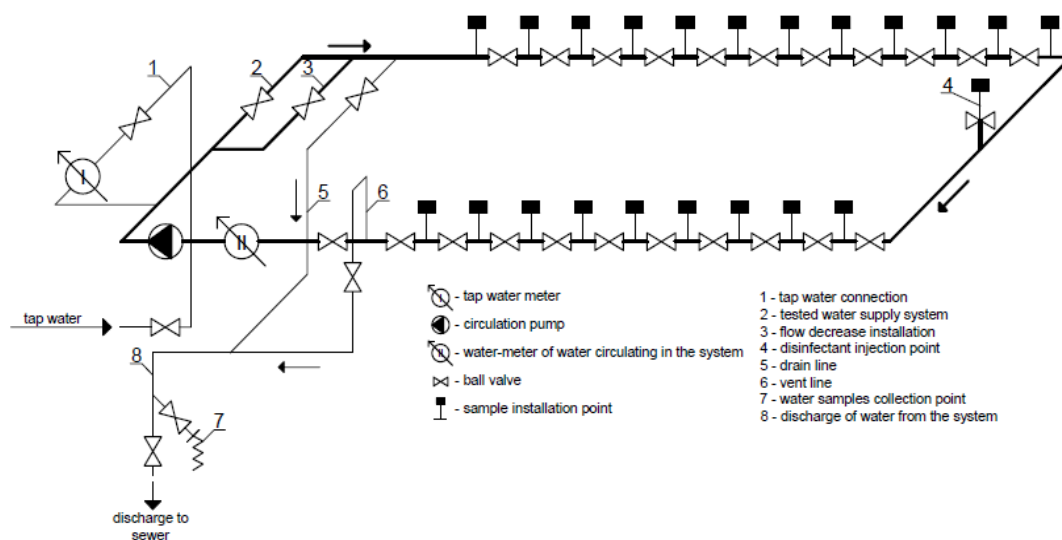 1
2
3
4
I
5
6
II
tap water
8
7
discharge to
sewer
I - tap water meter
- circulation pump
II - water-meter of water circulating in the system
- ball valve
- sample installation point
1 - tap water connection
2 - tested water supply system
3 - flow decrease installation
4 - disinfectant injection point
5 - drain line
6 - vent line
7 - water samples collection point
8 - discharge of water from the system